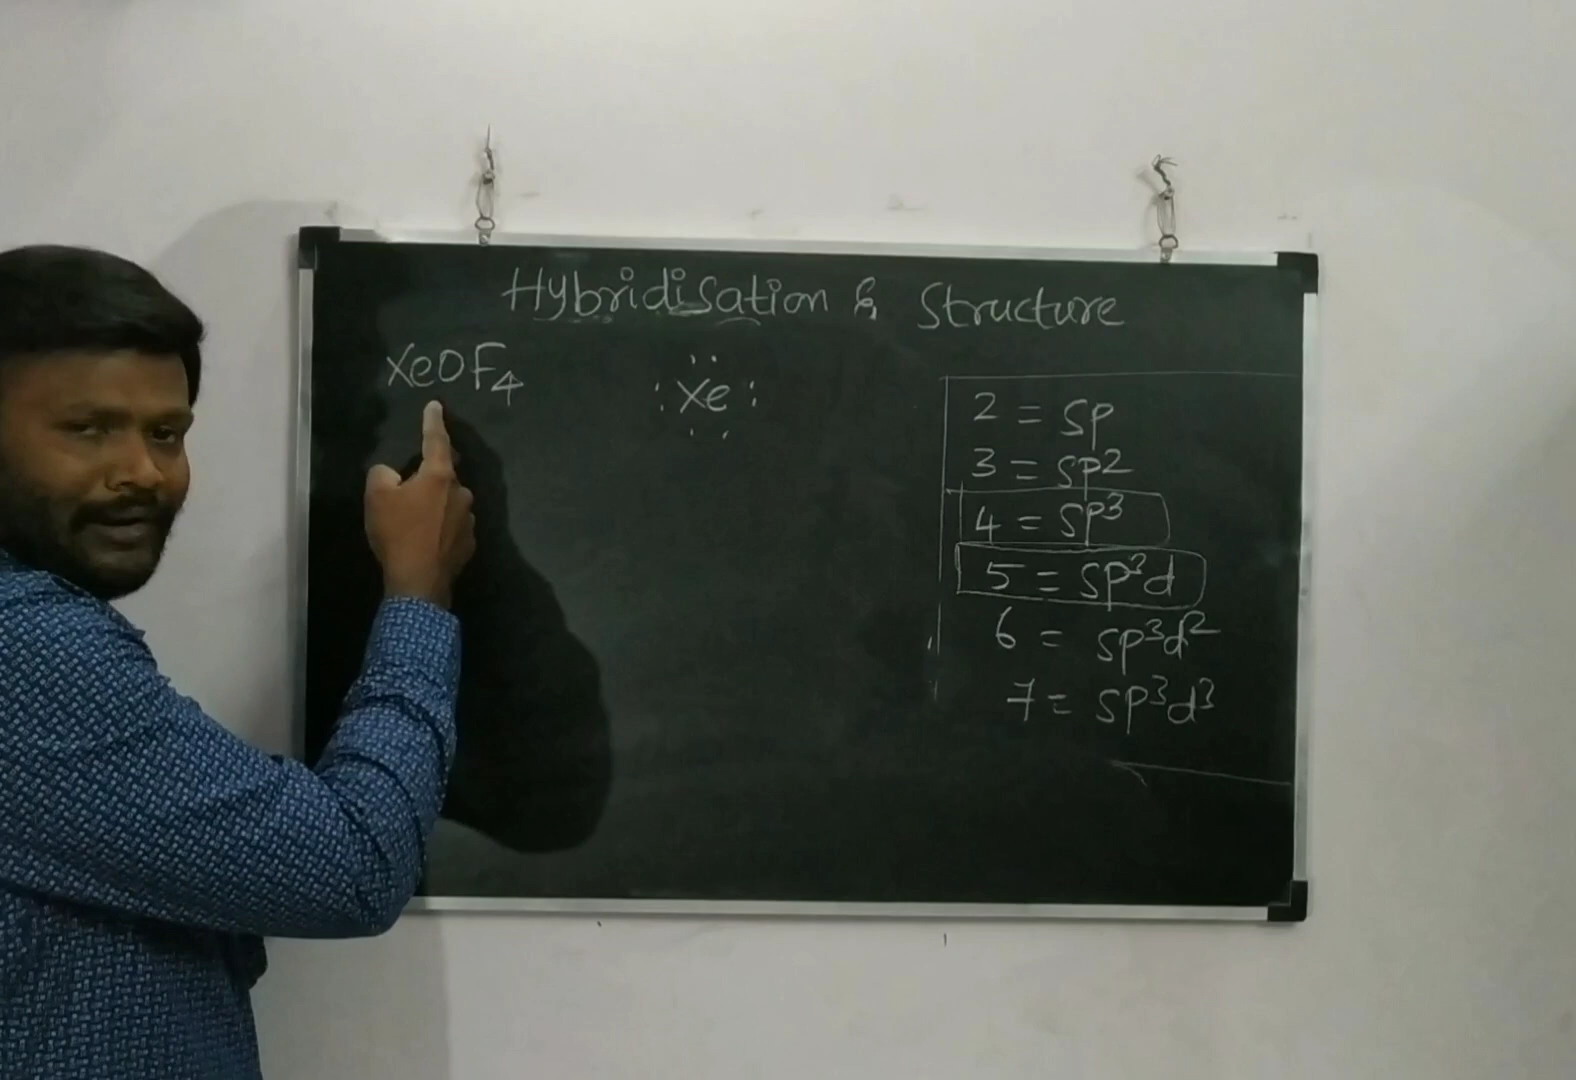 Hybridisation & Structure
XeOF4
:Xe:
2 = sp
3 = sp2
4 = sp3
5 = sp3d
6 = sp3d2
7 = sp3d3